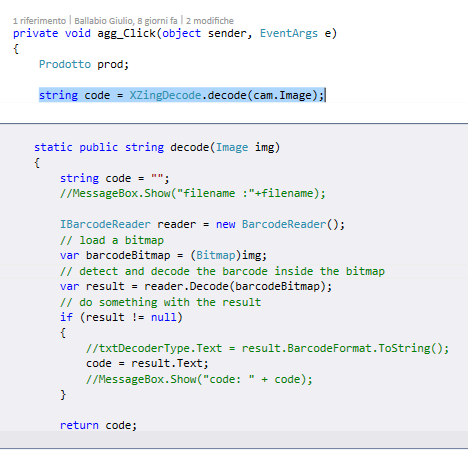 1 riferimento | Ballabio Giulio, 8 giorni fa | 2 modifiche
private void agg_Click(object sender, EventArgs e)
{
Prodotto prod;
string code = XZingDecode.decode(cam.Image);
static public string decode(Image img)
{
string code = "";
//MessageBox.Show("filename :"+filename);
IBarcodeReader reader = new BarcodeReader();
// load a bitmap
var barcodeBitmap = (Bitmap)img;
// detect and decode the barcode inside the bitmap
var result = reader.Decode(barcodeBitmap);
// do something with the result
if (result != null)
{
//txtDecoderType.Text = result.BarcodeFormat.ToString();
code = result.Text;
//MessageBox.Show("code: " + code);
}
return code;